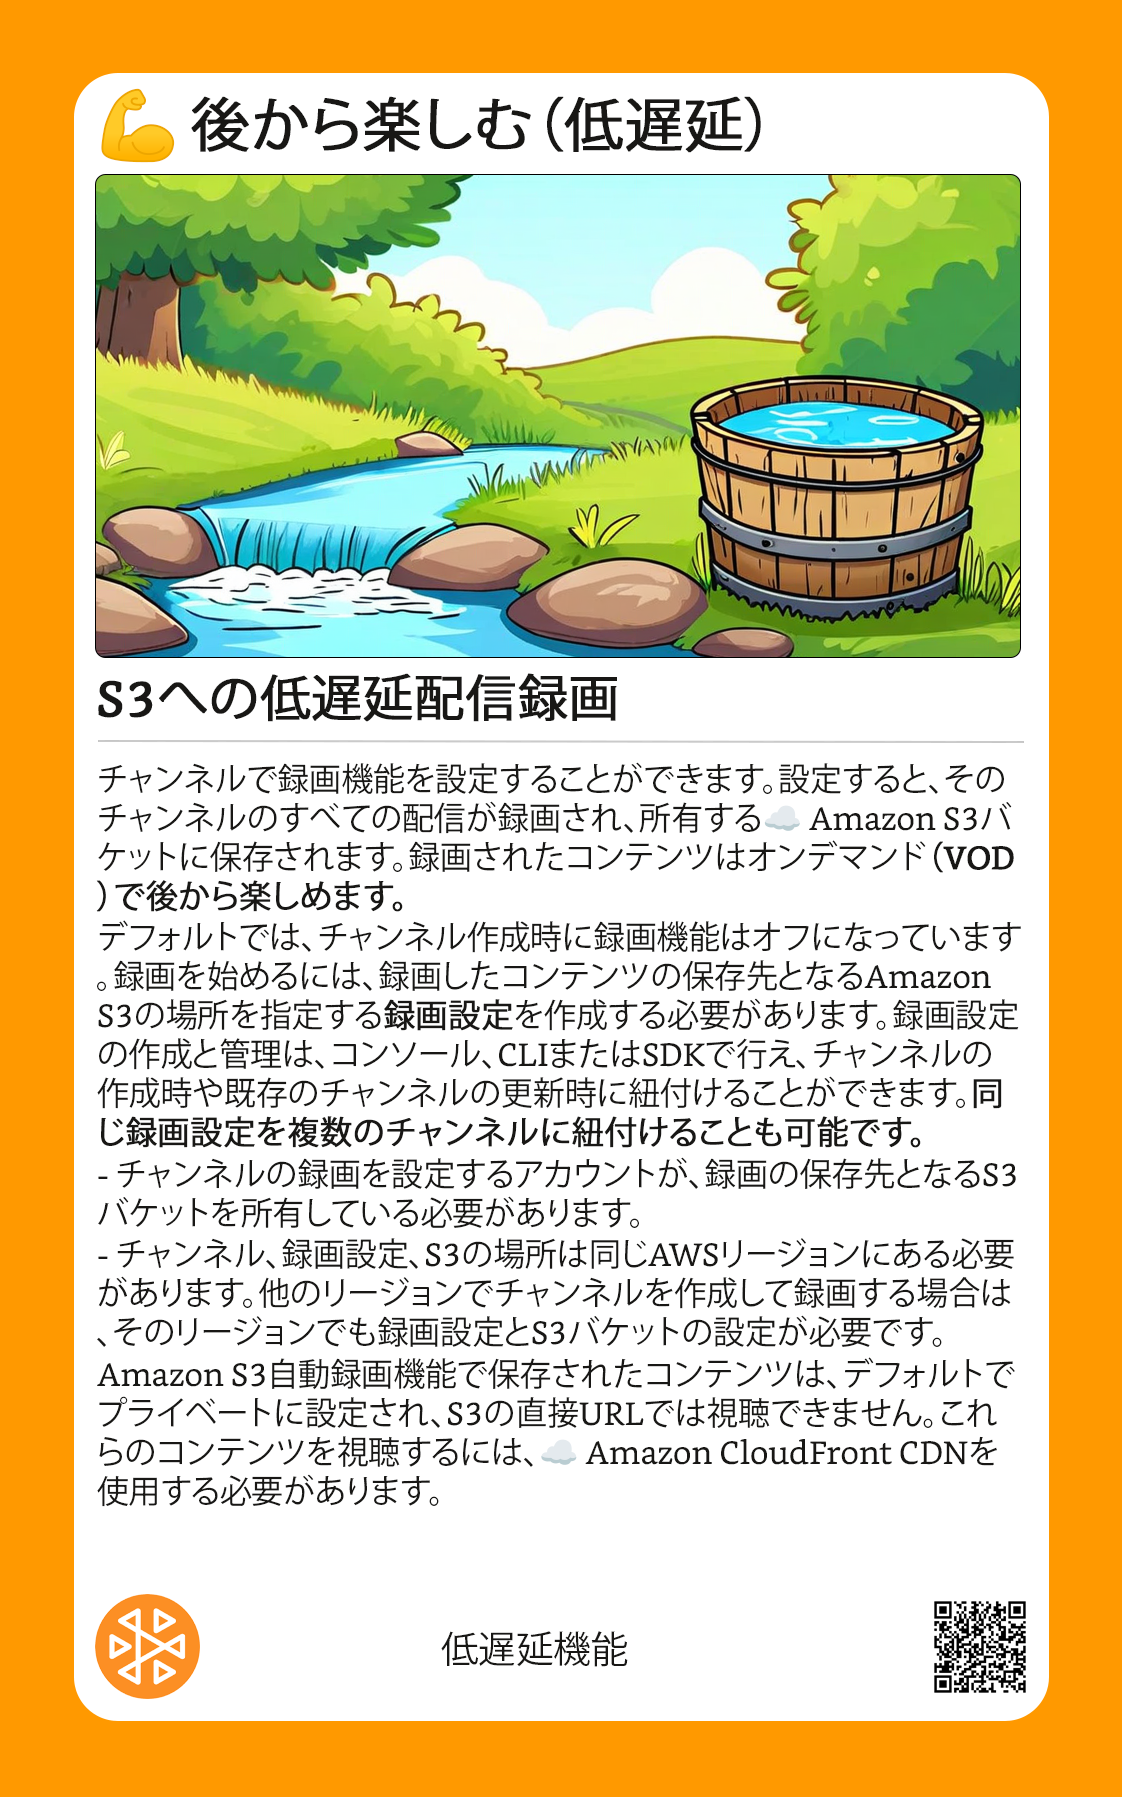 💪 後から楽しむ（低遅延）
S3への低遅延配信録画
チャンネルで録画機能を設定することができます。設定すると、その
チャンネルのすべての配信が録画され、所有する☁️ Amazon S3バ
ケットに保存されます。録画されたコンテンツはオンデマンド（VOD
）で後から楽しめます。
デフォルトでは、チャンネル作成時に録画機能はオフになっています
。録画を始めるには、録画したコンテンツの保存先となるAmazon
S3の場所を指定する録画設定を作成する必要があります。録画設定
の作成と管理は、コンソール、CLIまたはSDKで行え、チャンネルの
作成時や既存のチャンネルの更新時に紐付けることができます。同
じ録画設定を複数のチャンネルに紐付けることも可能です。
- チャンネルの録画を設定するアカウントが、録画の保存先となるS3
バケットを所有している必要があります。
- チャンネル、録画設定、S3の場所は同じAWSリージョンにある必要
があります。他のリージョンでチャンネルを作成して録画する場合は
、そのリージョンでも録画設定とS3バケットの設定が必要です。
Amazon S3自動録画機能で保存されたコンテンツは、デフォルトで
プライベートに設定され、S3の直接URLでは視聴できません。これ
らのコンテンツを視聴するには、☁️ Amazon CloudFront CDNを
使用する必要があります。
低遅延機能